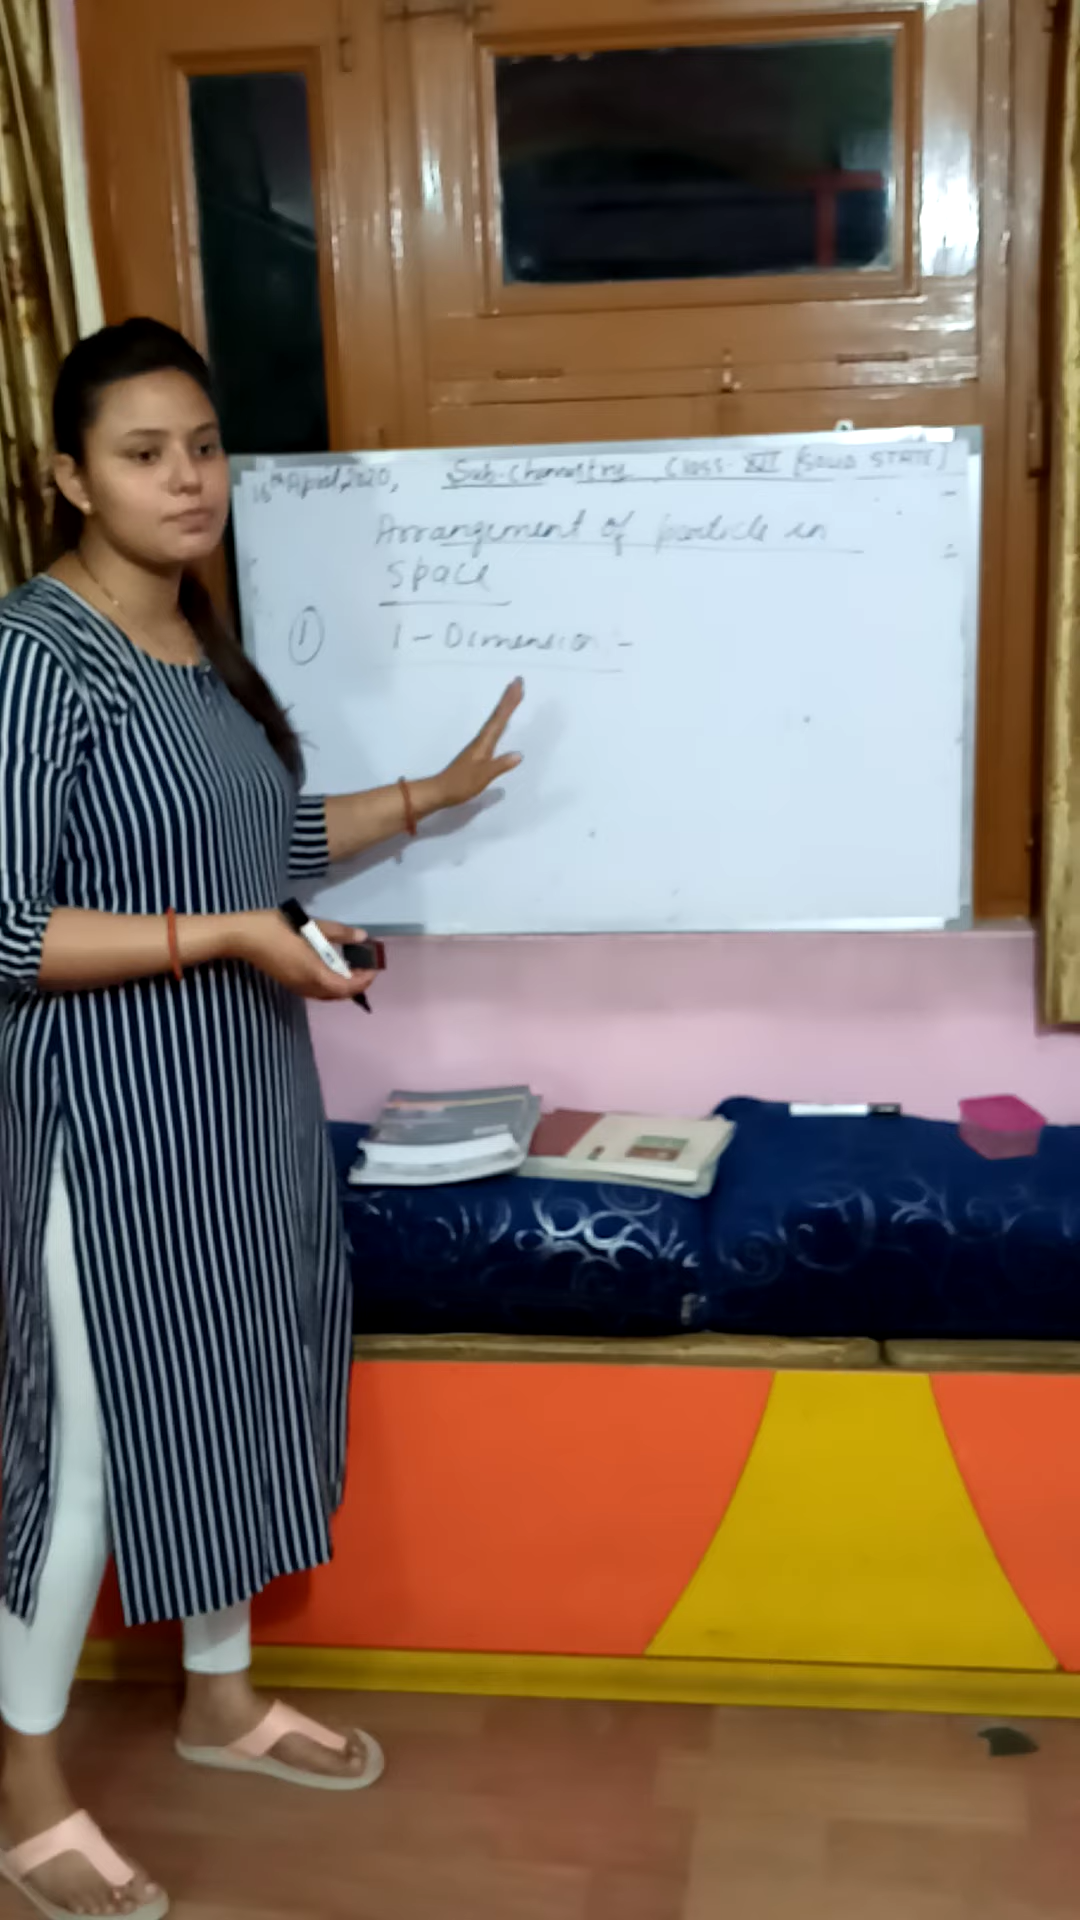 16th April, 2020, Sub-Chemistry Class-XII [SOLID STATE]
Arrangement of particle in
space
① 1-Dimension:-